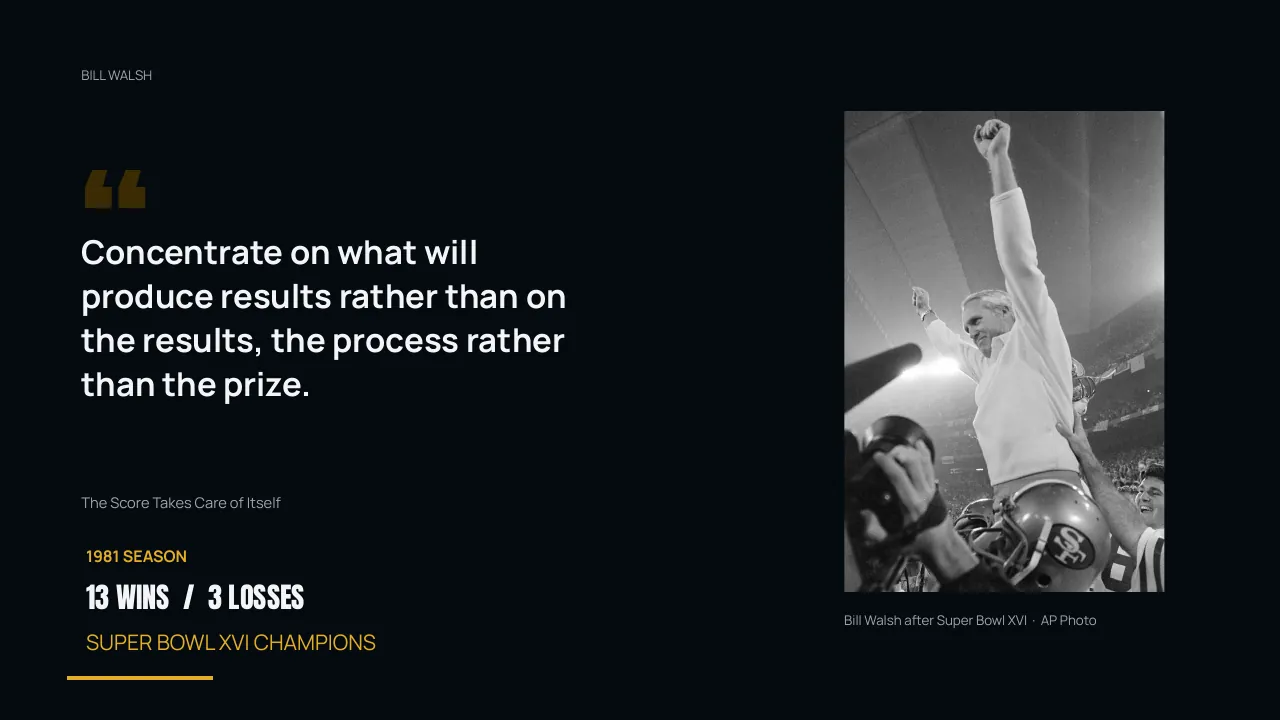 BILL WALSH
“
Concentrate on what will
produce results rather than on
the results, the process rather
than the prize.
The Score Takes Care of Itself
1981 SEASON
13 WINS / 3 LOSSES
SUPER BOWL XVI CHAMPIONS
SF
8
Bill Walsh after Super Bowl XVI · AP Photo